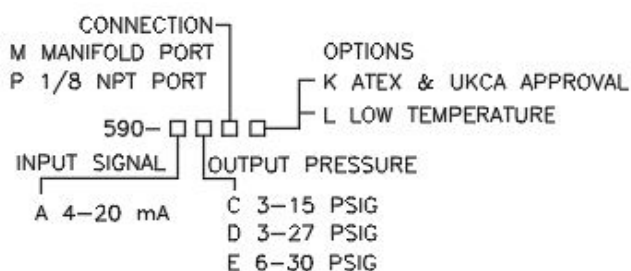 CONNECTION
M MANIFOLD PORT
P 1/8 NPT PORT
OPTIONS
K ATEX & UKCA APPROVAL
L LOW TEMPERATURE
590-
INPUT SIGNAL
A 4-20 mA
OUTPUT PRESSURE
C 3-15 PSIG
D 3-27 PSIG
E 6-30 PSIG